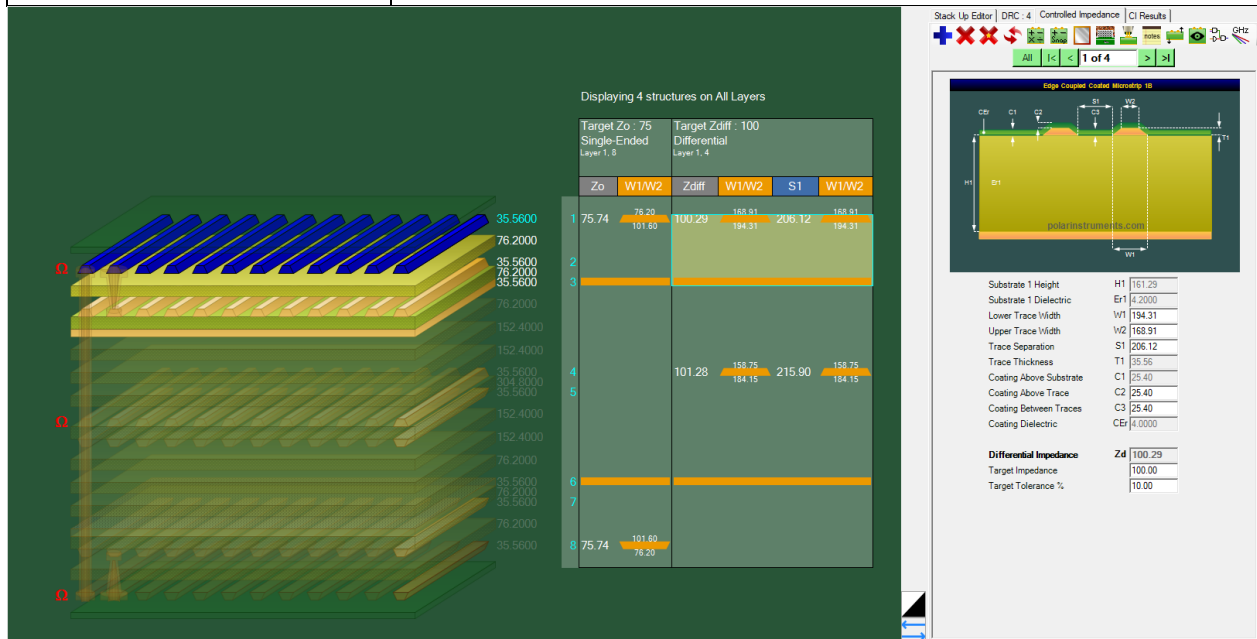 Stack Up Editor DRC : 4 Controlled Impedance CI Results
notes GHz
All |< < 1 of 4 > >|
Displaying 4 structures on All Layers
Target Zo : 75 Target Zdiff : 100
Single-Ended Differential
Layer 1, 8 Layer 1, 4
Zo W1/W2 Zdiff W1/W2 S1 W1/W2
1 75.74 76.20 101.60 100.29 168.91 194.31 206.12 168.91 194.31
2
3
4 101.28 158.75 184.15 215.90 158.75 184.15
5
6
7
8 75.74 101.60 76.20
35.5600
76.2000
35.5600
76.2000
35.5600
76.2000
152.4000
152.4000
35.5600
304.8000
35.5600
152.4000
152.4000
76.2000
35.5600
76.2000
35.5600
76.2000
35.5600
Ω
Ω
Ω
Edge Coupled Coated Microstrip 1B
CEr C1 C2 S1 C3 W2
T1
H1 Er1
polarinstruments.com
W1
Substrate 1 Height H1 161.29
Substrate 1 Dielectric Er1 4.2000
Lower Trace Width W1 194.31
Upper Trace Width W2 168.91
Trace Separation S1 206.12
Trace Thickness T1 35.56
Coating Above Substrate C1 25.40
Coating Above Trace C2 25.40
Coating Between Traces C3 25.40
Coating Dielectric CEr 4.0000
Differential Impedance Zd 100.29
Target Impedance 100.00
Target Tolerance % 10.00